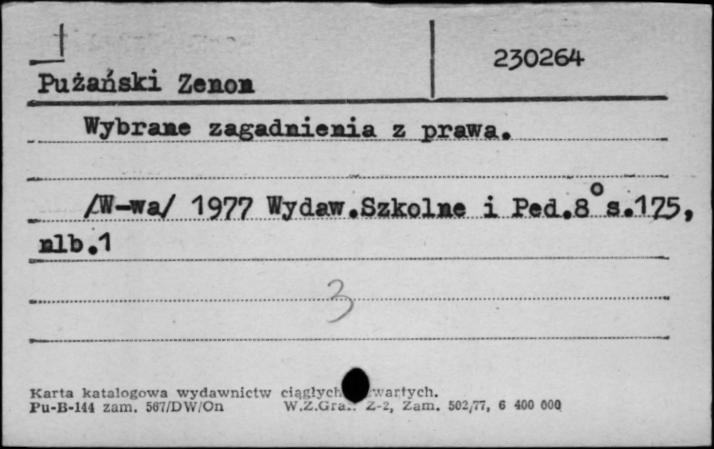 230264
Pużański Zenon
Wybrane zagadnienia z prawa.
/W-wa/ 1977 Wydaw.Szkolne i Ped.8° s.175,
nlb.1
3
Karta katalogowa wydawnictw ciągłych
Pu-B-144 zam. 567/DW/On W.Z.Graf. Z-2, Zam. 502/77, 6 400 000